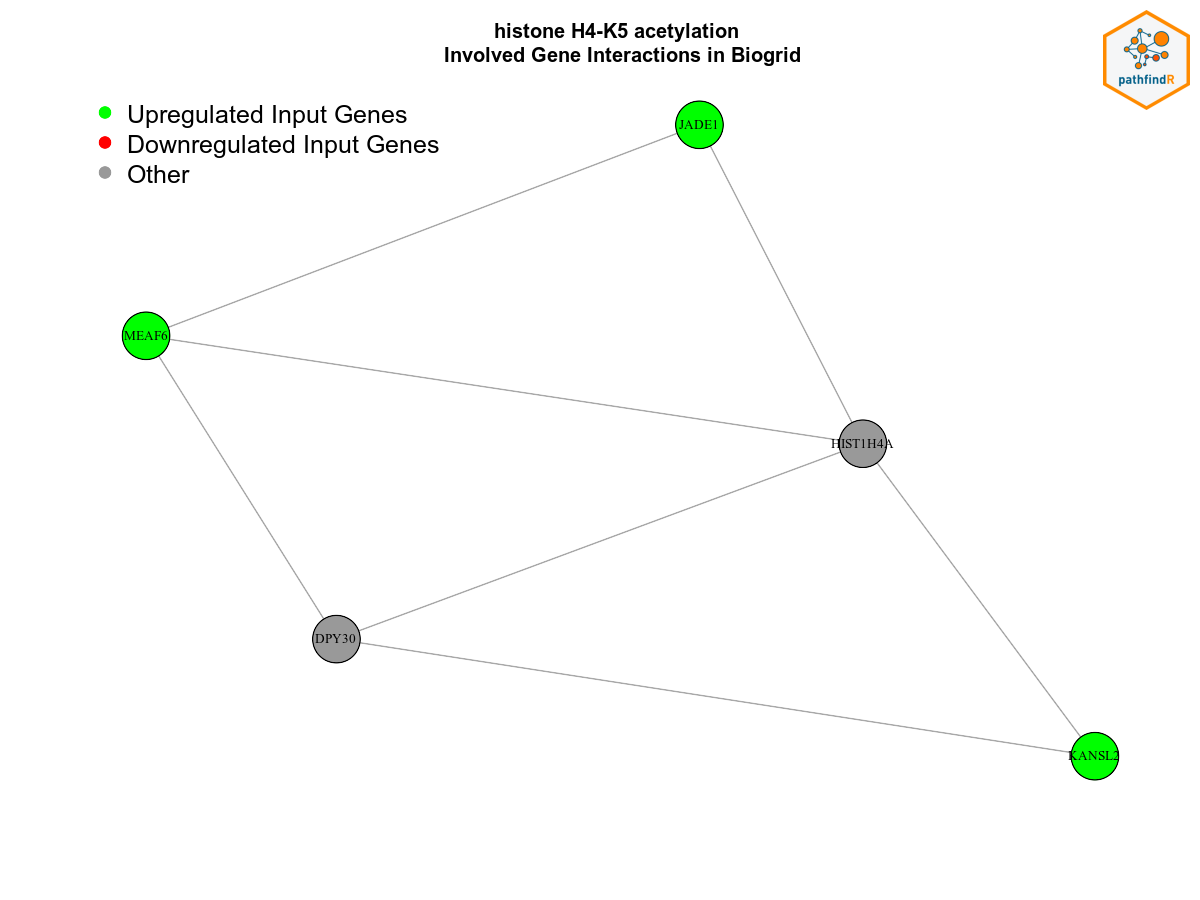 histone H4-K5 acetylation
Involved Gene Interactions in Biogrid
pathfindR
Upregulated Input Genes
Downregulated Input Genes
Other
JADE1
MEAF6
HIST1H4A
DPY30
KANSL2